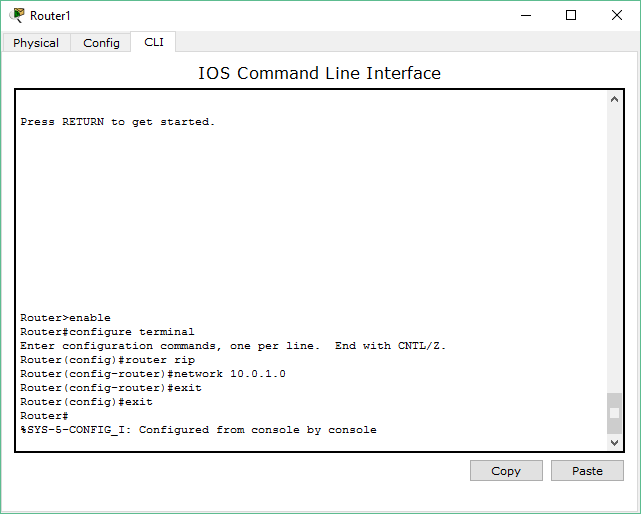 Router1
Physical Config CLI
IOS Command Line Interface
Press RETURN to get started.
Router>enable
Router#configure terminal
Enter configuration commands, one per line.  End with CNTL/Z.
Router(config)#router rip
Router(config-router)#network 10.0.1.0
Router(config-router)#exit
Router(config)#exit
Router#
%SYS-5-CONFIG_I: Configured from console by console
Copy Paste